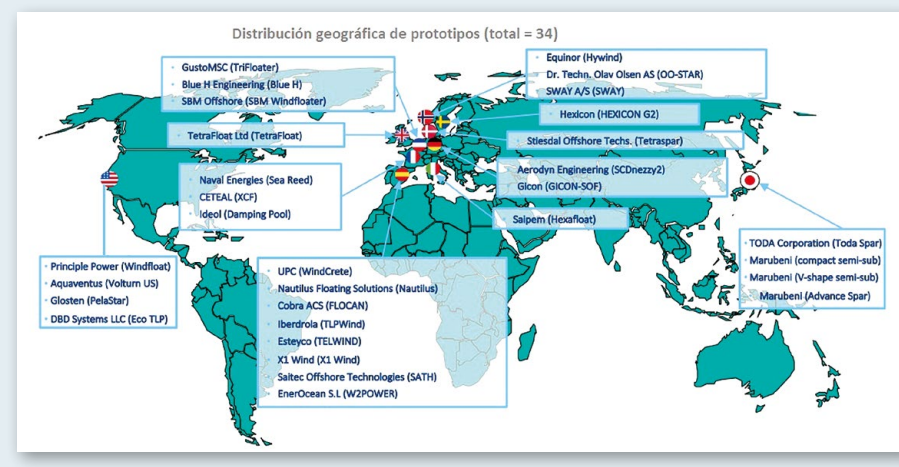 Distribución geográfica de prototipos (total = 34)
GustoMSC (TriFloater)
Blue H Engineering (Blue H)
SBM Offshore (SBM Windfloater)
Equinor (Hywind)
Dr. Techn. Olav Olsen AS (OO-STAR)
SWAY A/S (SWAY)
Hexicon (HEXICON G2)
TetraFloat Ltd (TetraFloat)
Stiesdal Offshore Techs. (Tetraspar)
Naval Energies (Sea Reed)
CETEAL (XCF)
Ideol (Damping Pool)
Aerodyn Engineering (SCDnezzy2)
Gicon (GICON-SOF)
Saipem (Hexafloat)
Principle Power (Windfloat)
Aquaventus (Volturn US)
Glosten (PelaStar)
DBD Systems LLC (Eco TLP)
UPC (WindCrete)
Nautilus Floating Solutions (Nautilus)
Cobra ACS (FLOCAN)
Iberdrola (TLPWind)
Esteyco (TELWIND)
X1 Wind (X1 Wind)
Saitec Offshore Technologies (SATH)
EnerOcean S.L (W2POWER)
TODA Corporation (Toda Spar)
Marubeni (compact semi-sub)
Marubeni (V-shape semi-sub)
Marubeni (Advance Spar)